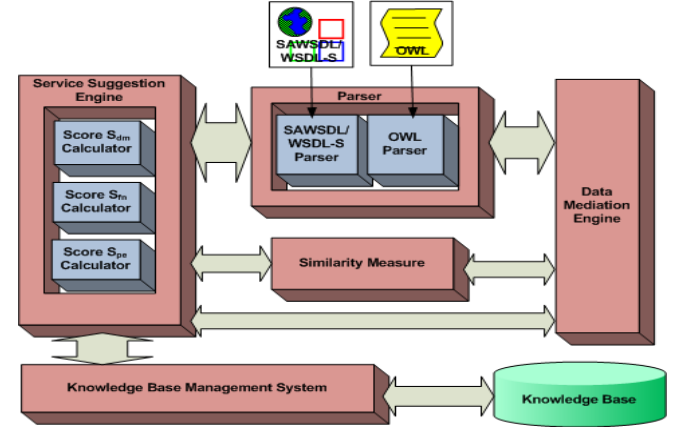 SAWSDL/
WSDL-S
OWL
Service Suggestion
Engine
Score Sdm
Calculator
Score Sfn
Calculator
Score Spe
Calculator
Parser
SAWSDL/
WSDL-S
Parser
OWL
Parser
Similarity Measure
Data
Mediation
Engine
Knowledge Base Management System
Knowledge Base